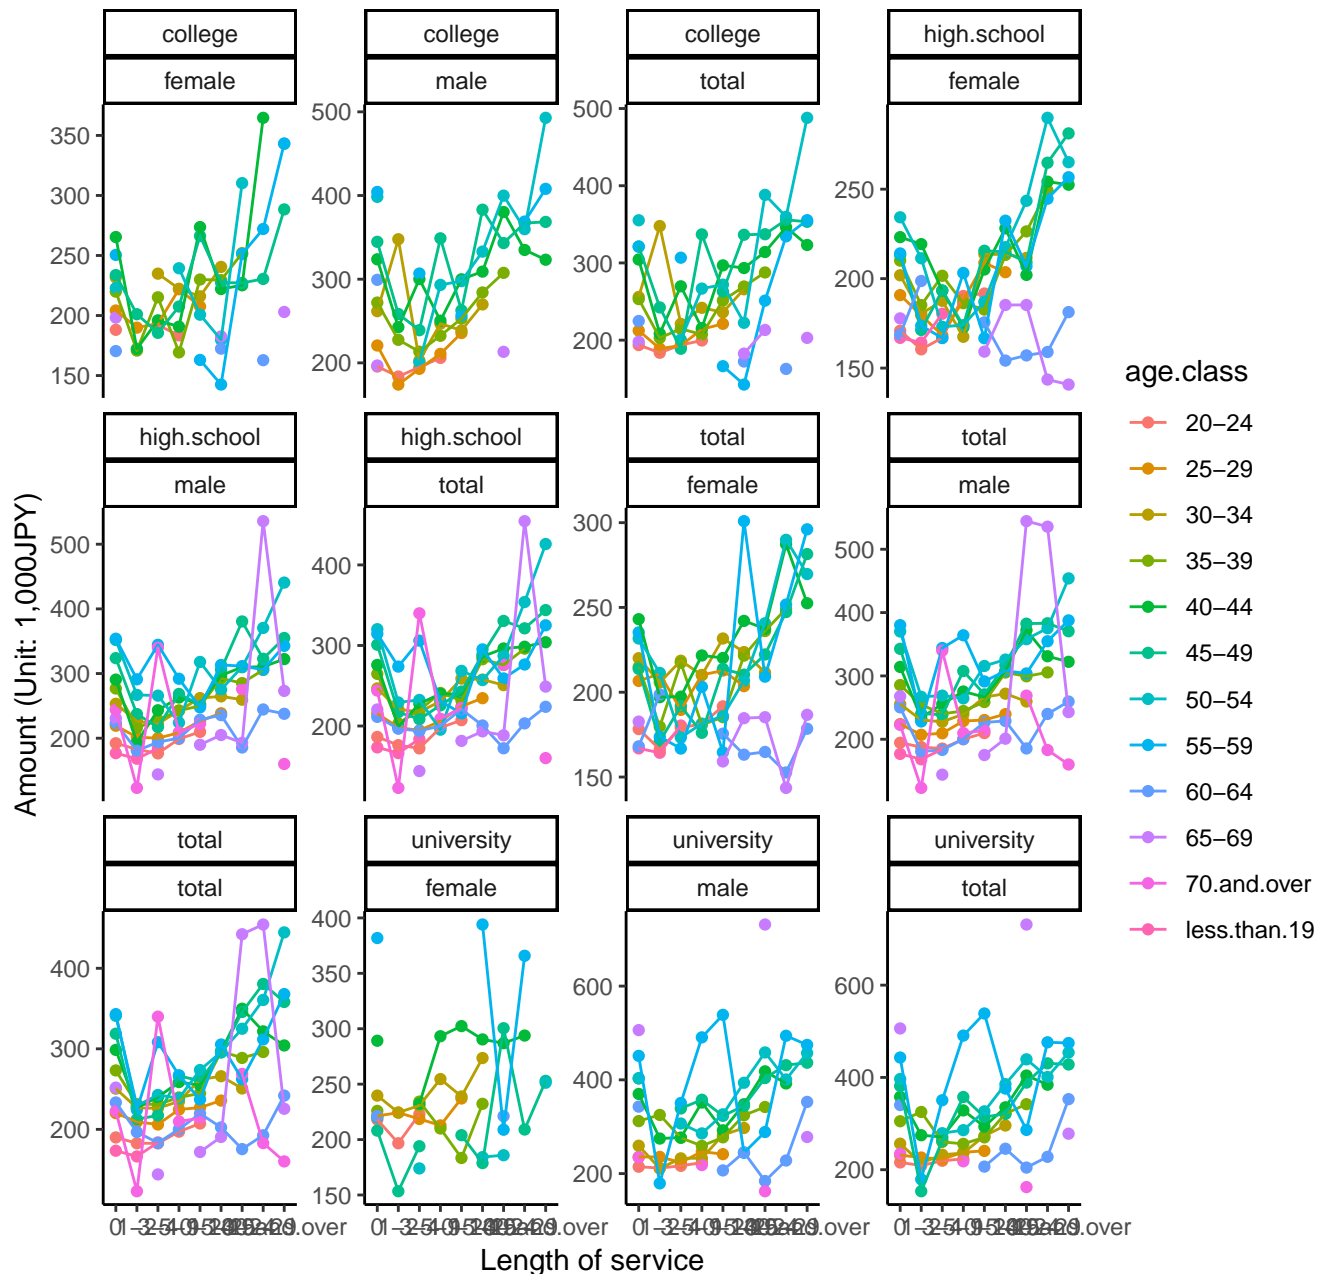 college
college
college
high.school
female
male
total
female
350
300
250
200
150
500
400
300
200
500
400
300
200
250
200
150
high.school
high.school
total
total
male
total
female
male
500
400
300
200
400
300
200
300
250
200
150
500
400
300
200
total
university
university
university
total
female
male
total
400
300
200
400
350
300
250
200
150
600
400
200
600
400
200
Amount (Unit: 1,000JPY)
Length of service
age.class
20−24
25−29
30−34
35−39
40−44
45−49
50−54
55−59
60−64
65−69
70.and.over
less.than.19